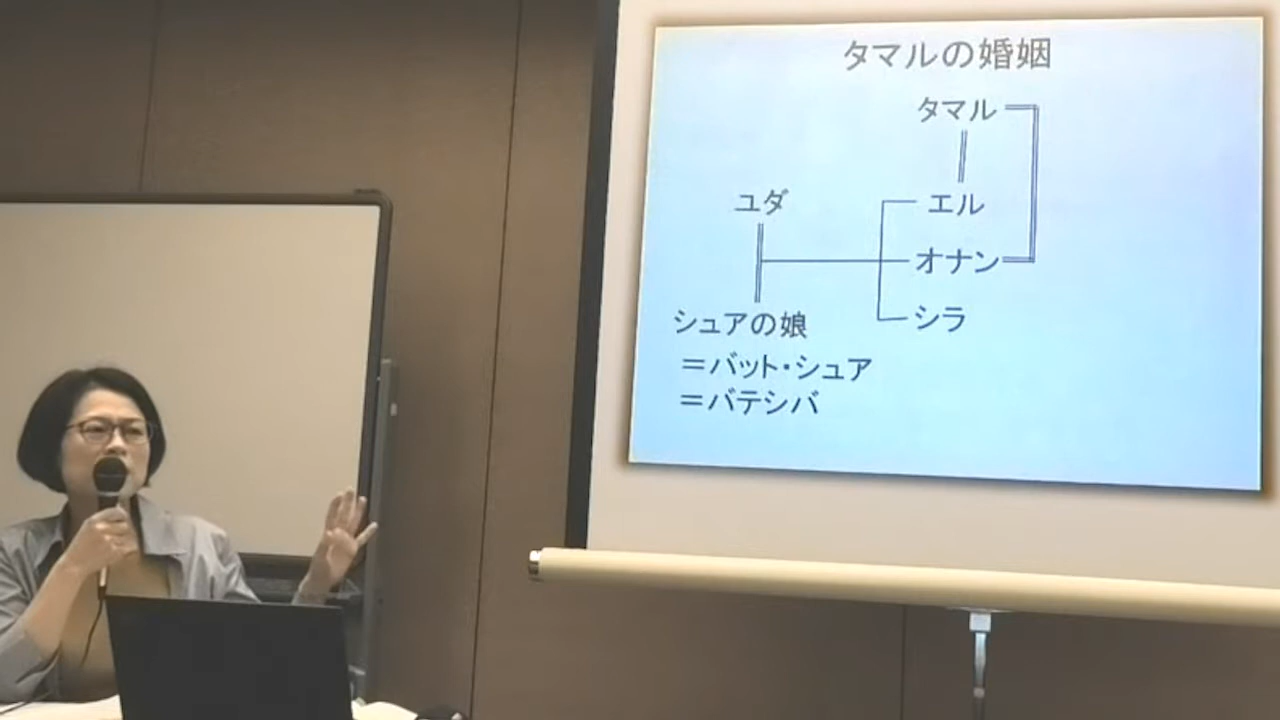 タマルの婚姻
タマル
ユダ
エル
オナン
シュアの娘
シラ
＝バット・シュア
＝バテシバ